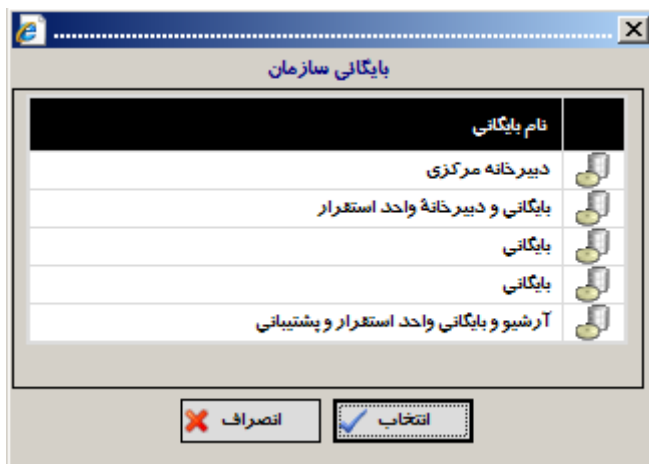 بایگانی سازمان
نام بایگانی
دبیرخانه مرکزی
بایگانی و دبیرخانهٔ واحد استقرار
بایگانی
بایگانی
آرشیو و بایگانی واحد استقرار و پشتیبانی
انتخاب
انصراف